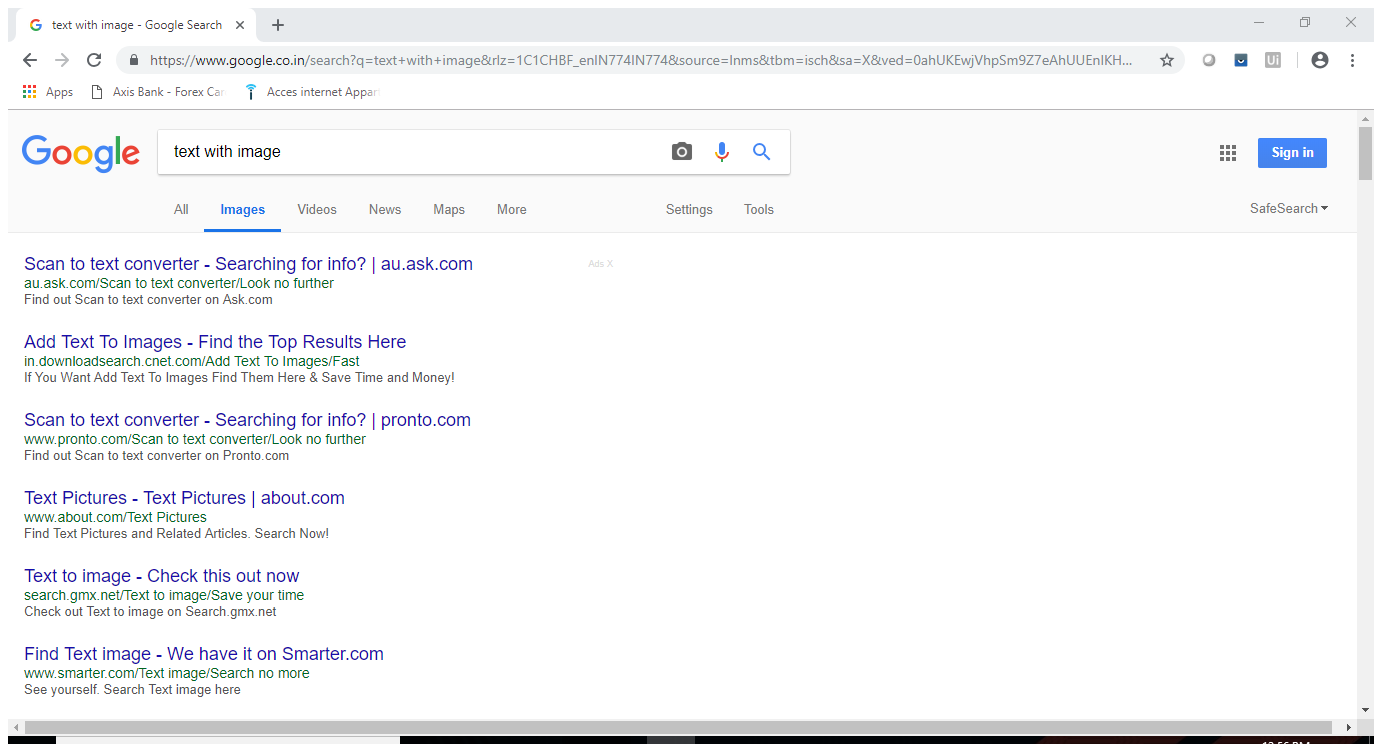 text with image - Google Search
https://www.google.co.in/search?q=text+with+image&rlz=1C1CHBF_enIN774IN774&source=lnms&tbm=isch&sa=X&ved=0ahUKEwjVhpSm9Z7eAhUUEnIKH...
Ui
Apps
Axis Bank - Forex Car
Acces internet Appar
Google
text with image
Sign in
All
Images
Videos
News
Maps
More
Settings
Tools
SafeSearch
Scan to text converter - Searching for info? | au.ask.com
Ads X
au.ask.com/Scan to text converter/Look no further
Find out Scan to text converter on Ask.com
Add Text To Images - Find the Top Results Here
in.downloadsearch.cnet.com/Add Text To Images/Fast
If You Want Add Text To Images Find Them Here & Save Time and Money!
Scan to text converter - Searching for info? | pronto.com
www.pronto.com/Scan to text converter/Look no further
Find out Scan to text converter on Pronto.com
Text Pictures - Text Pictures | about.com
www.about.com/Text Pictures
Find Text Pictures and Related Articles. Search Now!
Text to image - Check this out now
search.gmx.net/Text to image/Save your time
Check out Text to image on Search.gmx.net
Find Text image - We have it on Smarter.com
www.smarter.com/Text image/Search no more
See yourself. Search Text image here